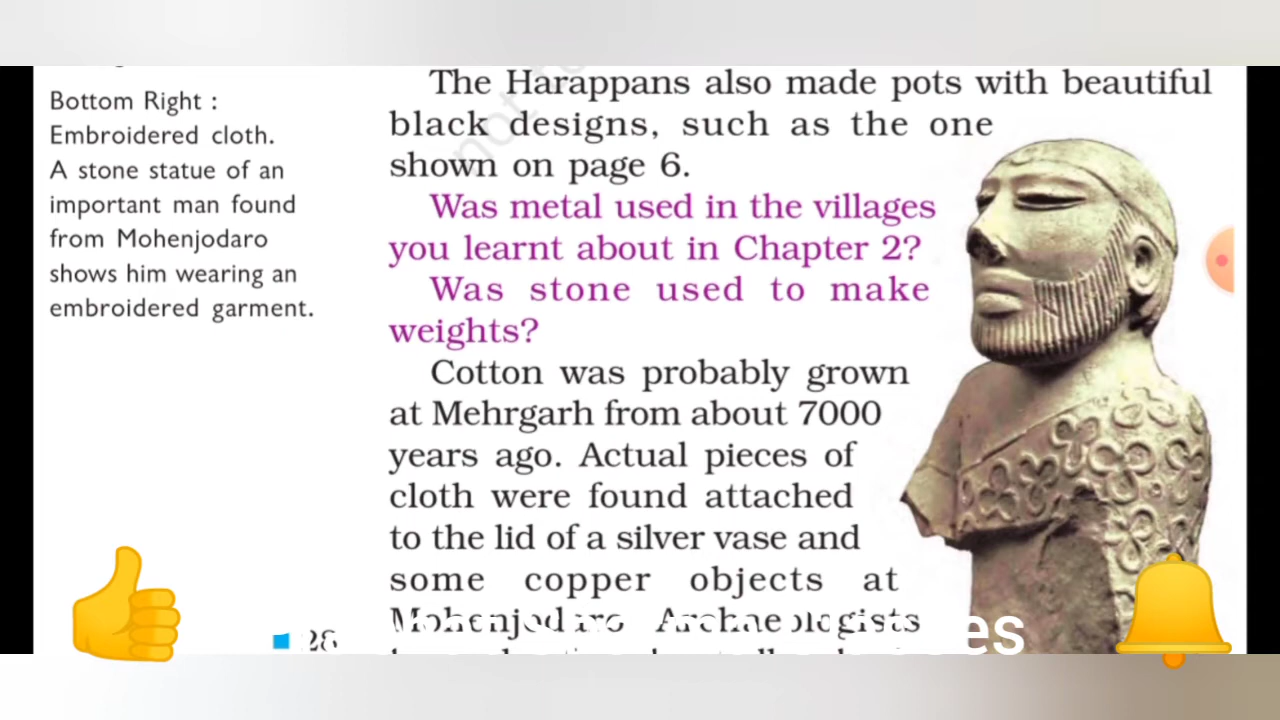 Bottom Right :
Embroidered cloth.
A stone statue of an
important man found
from Mohenjodaro
shows him wearing an
embroidered garment.
The Harappans also made pots with beautiful
black designs, such as the one
shown on page 6.
Was metal used in the villages
you learnt about in Chapter 2?
Was stone used to make
weights?
Cotton was probably grown
at Mehrgarh from about 7000
years ago. Actual pieces of
cloth were found attached
to the lid of a silver vase and
some copper objects at
Mohenjodaro. Archaeologists
28
not